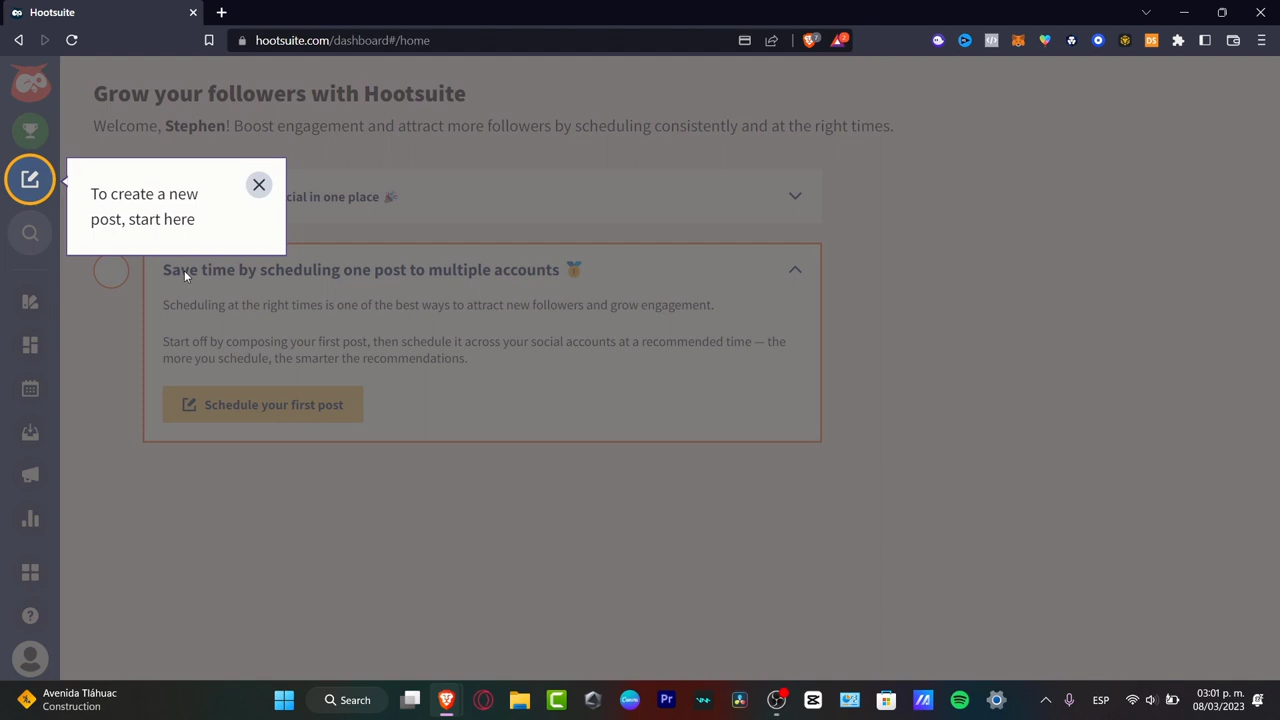 Hootsuite
hootsuite.com/dashboard#/home
7
2
DS
Grow your followers with Hootsuite
Welcome, Stephen! Boost engagement and attract more followers by scheduling consistently and at the right times.
To create a new
post, start here
cial in one place
Save time by scheduling one post to multiple accounts
Scheduling at the right times is one of the best ways to attract new followers and grow engagement.
Start off by composing your first post, then schedule it across your social accounts at a recommended time — the
more you schedule, the smarter the recommendations.
Schedule your first post
Avenida Tláhuac
Construction
Search
Pr
ESP
03:01 p. m.
08/03/2023